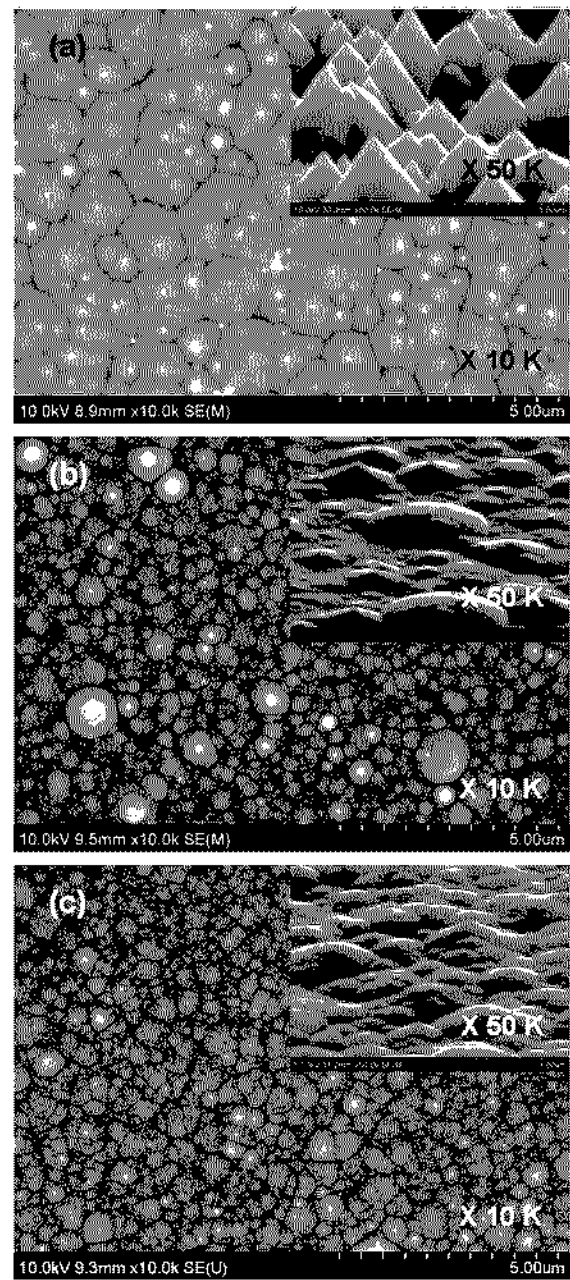 (a)
X 50 K
X 10 K
10.0kV 8.9mm x10.0k SE(M) 5.00um
(b)
X 50 K
X 10 K
10.0kV 9.5mm x10.0k SE(M) 5.00um
(c)
X 50 K
X 10 K
10.0kV 9.3mm x10.0k SE(U) 5.00um